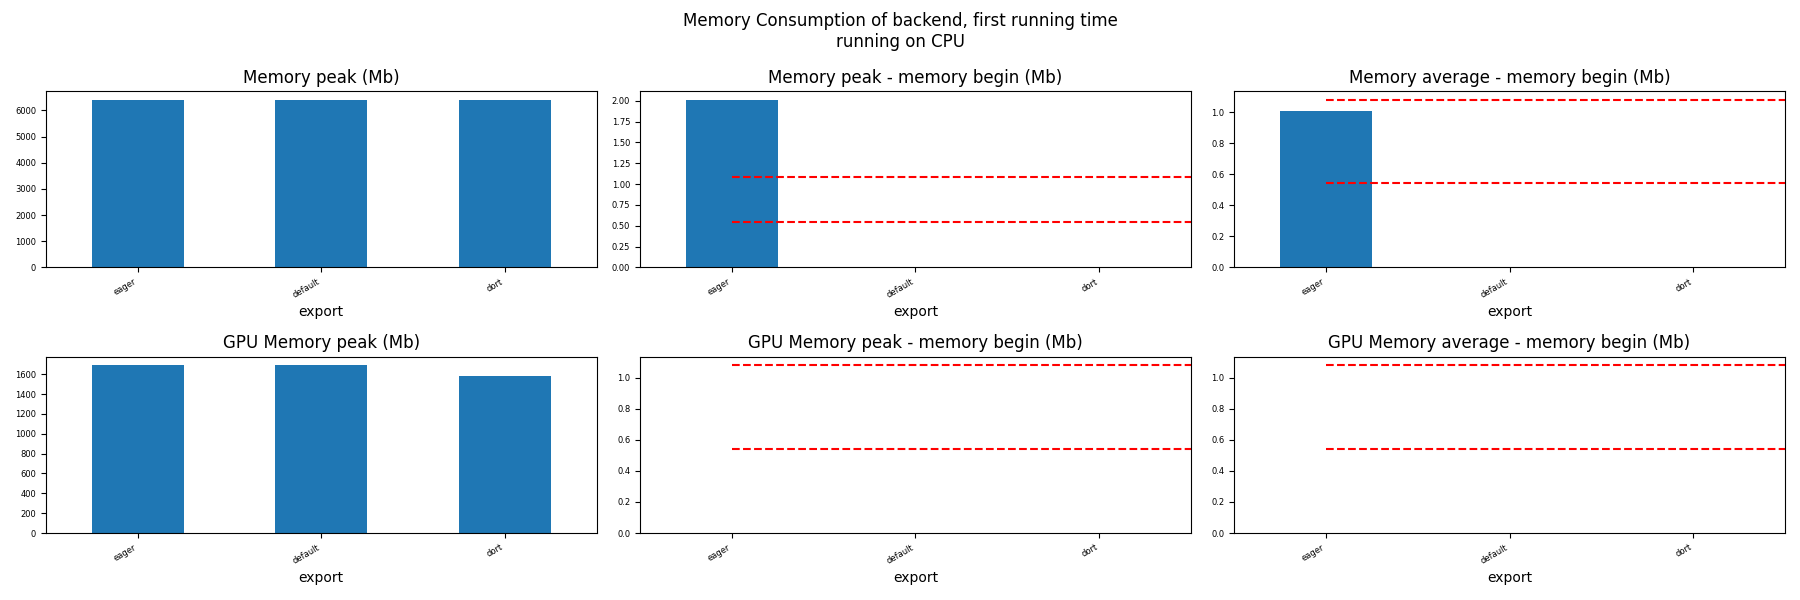 Memory Consumption of backend, first running time
running on CPU
Memory peak (Mb)
6000
5000
4000
3000
2000
1000
0
eager
default
dort
export
Memory peak - memory begin (Mb)
2.00
1.75
1.50
1.25
1.00
0.75
0.50
0.25
0.00
eager
default
dort
export
Memory average - memory begin (Mb)
1.0
0.8
0.6
0.4
0.2
0.0
eager
default
dort
export
GPU Memory peak (Mb)
1600
1400
1200
1000
800
600
400
200
0
eager
default
dort
export
GPU Memory peak - memory begin (Mb)
1.0
0.8
0.6
0.4
0.2
0.0
eager
default
dort
export
GPU Memory average - memory begin (Mb)
1.0
0.8
0.6
0.4
0.2
0.0
eager
default
dort
export